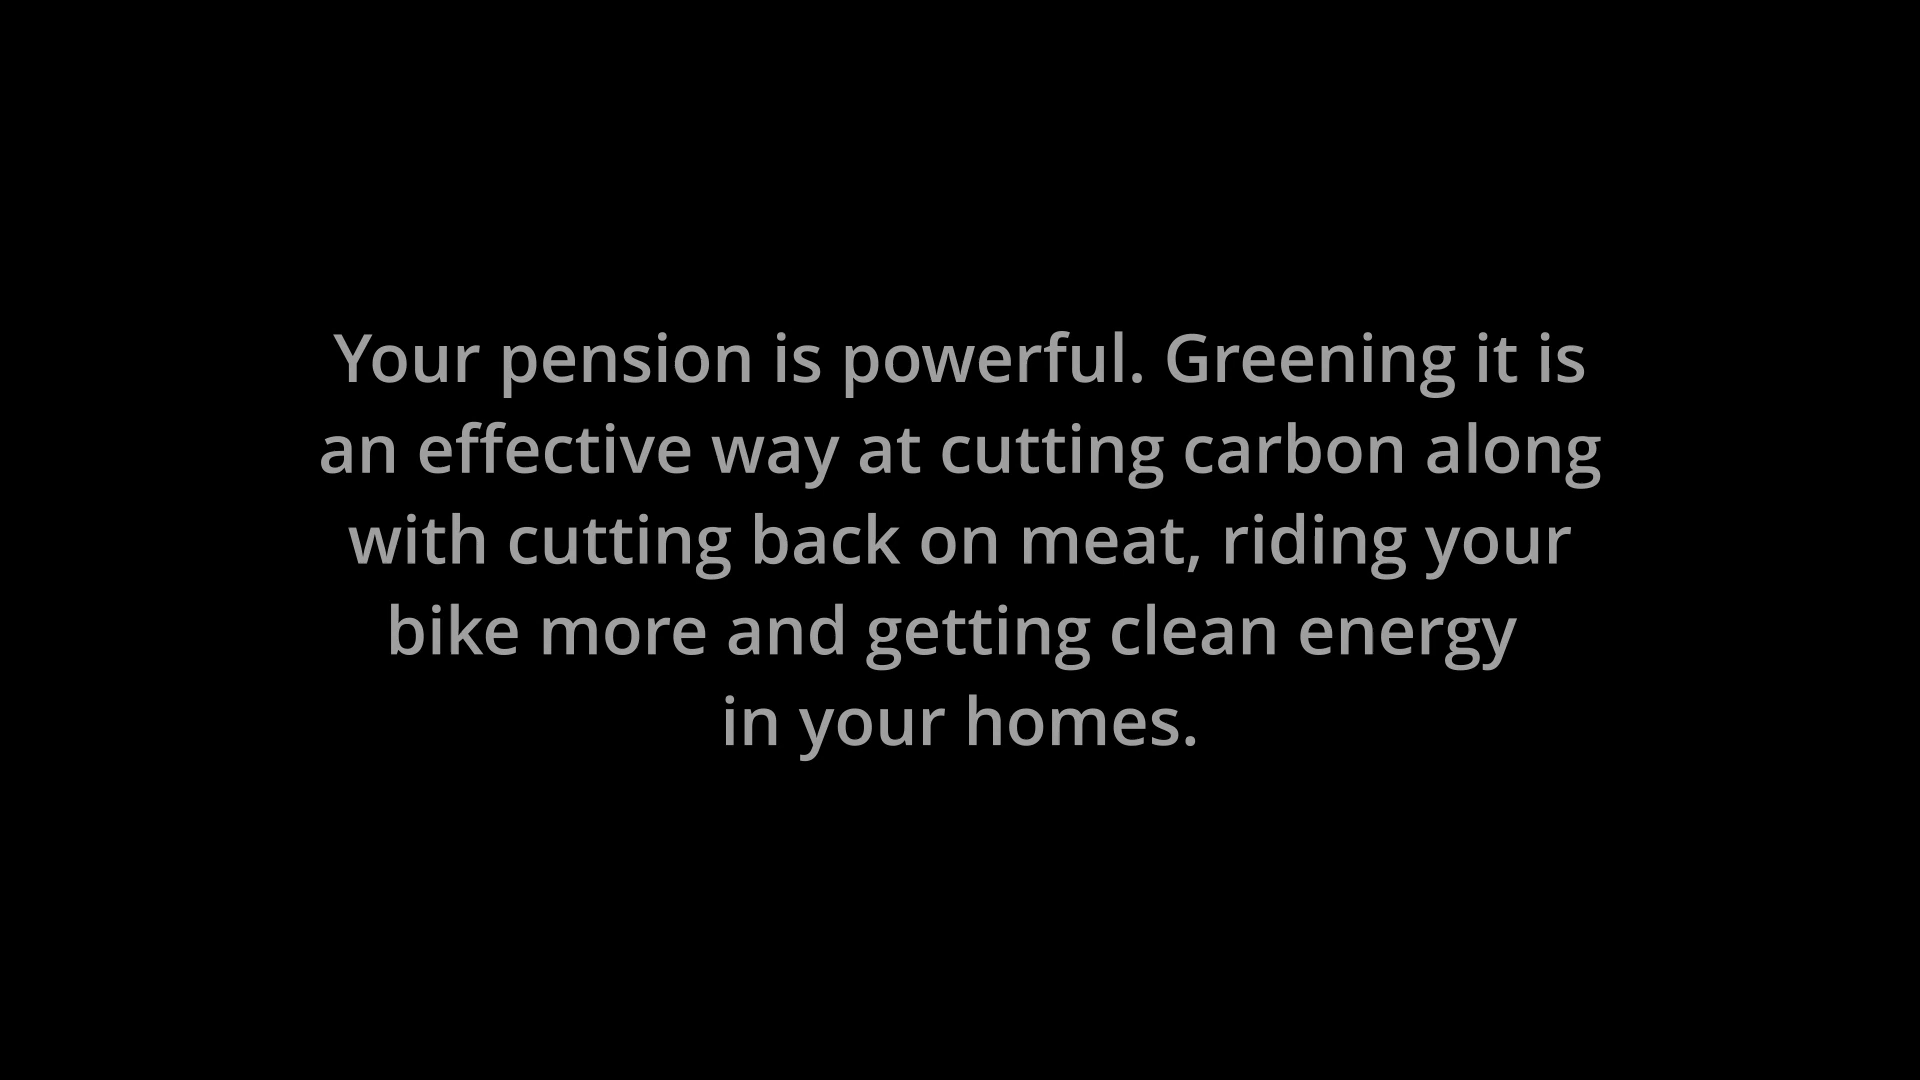 Your pension is powerful. Greening it is
an effective way at cutting carbon along
with cutting back on meat, riding your
bike more and getting clean energy
in your homes.